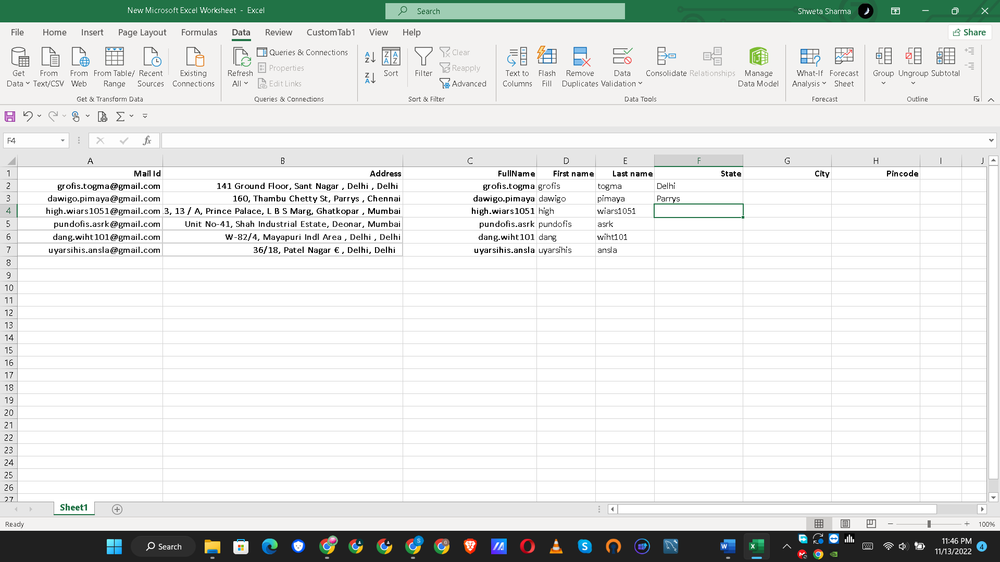 New Microsoft Excel Worksheet - Excel
Search
Shweta Sharma
File Home Insert Page Layout Formulas Data Review CustomTab1 View Help
Share
Get Data
From Text/CSV
From Web
From Table/ Range
Recent Sources
Existing Connections
Get & Transform Data
Refresh All
Queries & Connections
Properties
Edit Links
Queries & Connections
Sort
Filter
Clear
Reapply
Advanced
Sort & Filter
Text to Columns
Flash Fill
Remove Duplicates
Data Validation
Consolidate
Relationships
Manage Data Model
Data Tools
What-If Analysis
Forecast Sheet
Forecast
Group
Ungroup
Subtotal
Outline
F4
fx
A B C D E F G H I J
1 Mail Id Address FullName First name Last name State City Pincode
2 grofis.togma@gmail.com 141 Ground Floor, Sant Nagar , Delhi , Delhi grofis.togma grofis togma Delhi
3 dawigo.pimaya@gmail.com 160, Thambu Chetty St, Parrys , Chennai dawigo.pimaya dawigo pimaya Parrys
4 high.wiars1051@gmail.com 3, 13 / A, Prince Palace, L B S Marg, Ghatkopar , Mumbai high.wiars1051 high wiars1051
5 pundofis.asrk@gmail.com Unit No-41, Shah Industrial Estate, Deonar, Mumbai pundofis.asrk pundofis asrk
6 dang.wiht101@gmail.com W-82/4, Mayapuri Indl Area , Delhi , Delhi dang.wiht101 dang wiht101
7 uyarsihis.ansla@gmail.com 36/18, Patel Nagar € , Delhi, Delhi uyarsihis.ansla uyarsihis ansla
8
9
10
11
12
13
14
15
16
17
18
19
20
21
22
23
24
25
26
27
Sheet1
Ready
100%
Search
11:46 PM
11/13/2022
4